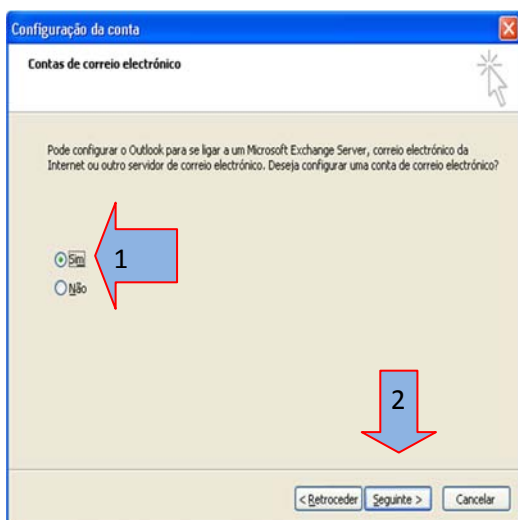 Configuração da conta
Contas de correio electrónico
Pode configurar o Outlook para se ligar a um Microsoft Exchange Server, correio electrónico da
Internet ou outro servidor de correio electrónico. Deseja configurar uma conta de correio electrónico?
Sim
1
Não
2
< Retroceder Seguinte > Cancelar